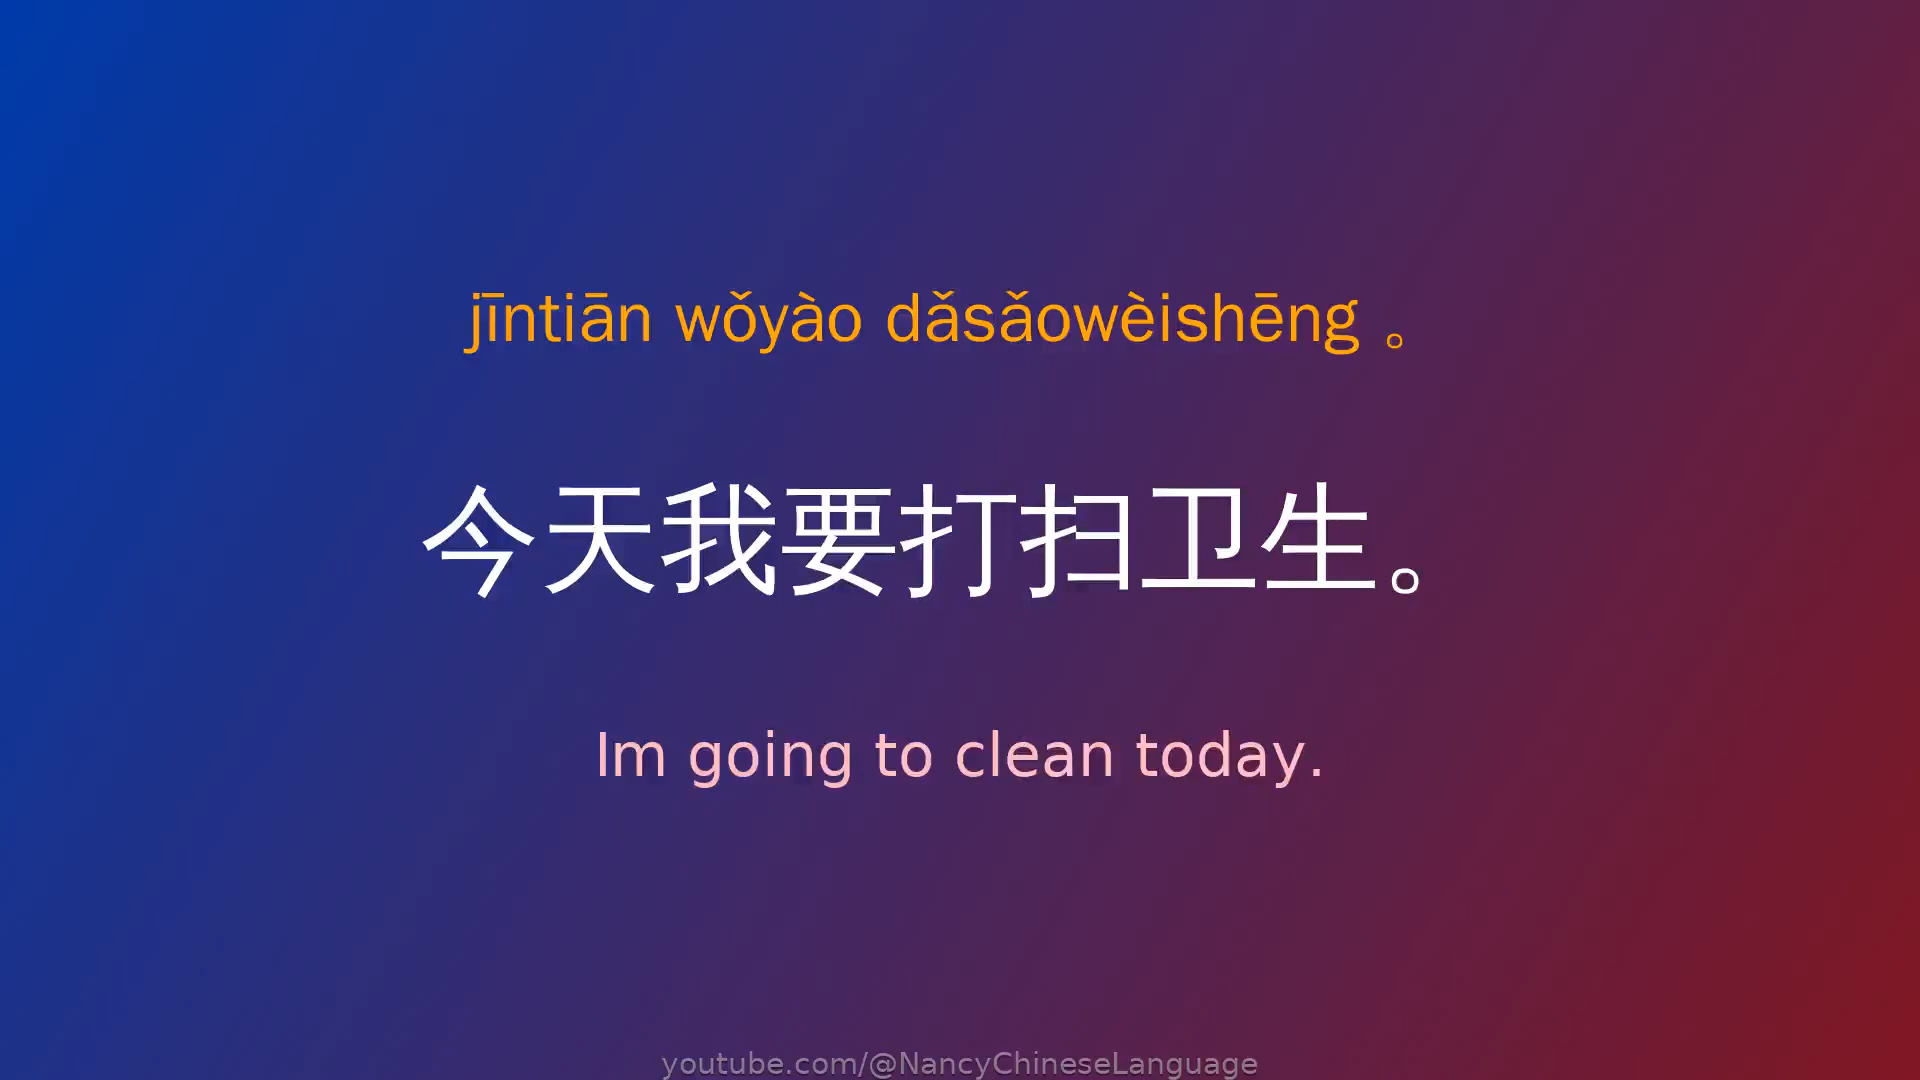 jīntiān wǒyào dǎsǎowèishēng 。
今天我要打扫卫生。
Im going to clean today.
youtube.com/@NancyChineseLanguage